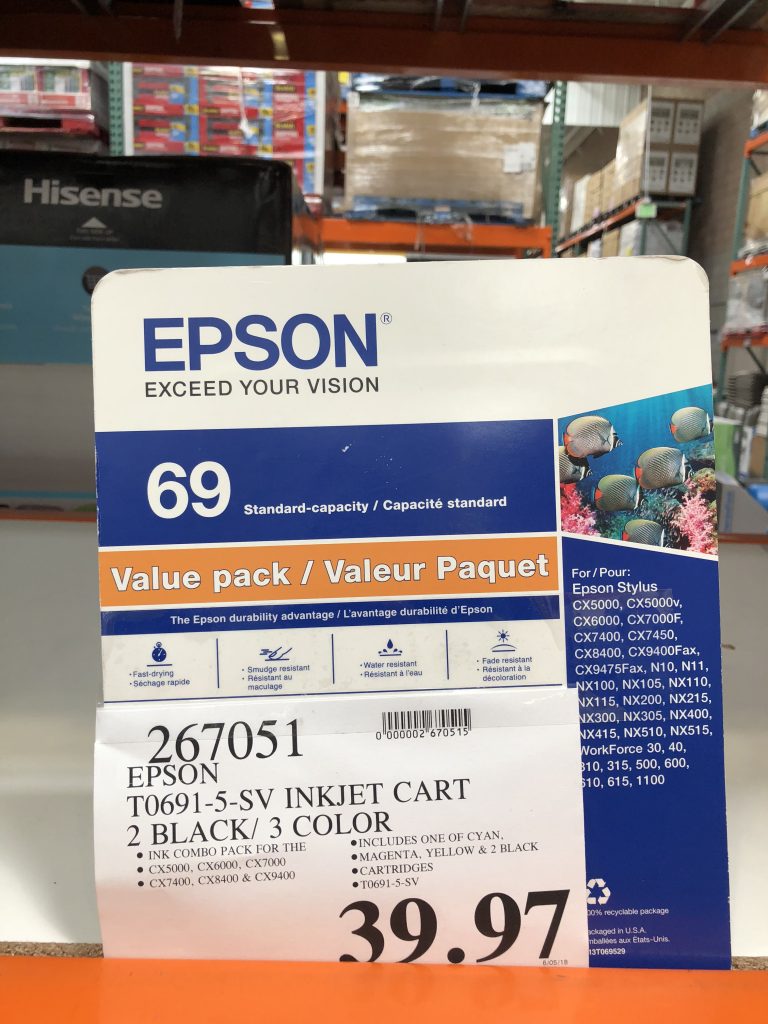 Hisense
EPSON®
EXCEED YOUR VISION
69 Standard-capacity / Capacité standard
Value pack / Valeur Paquet
The Epson durability advantage / L'avantage durabilité d'Epson
•Fast-drying
•Séchage rapide
•Smudge resistant
•Résistant au
maculage
•Water resistant
•Résistant à l'eau
•Fade resistant
•Résistant à la
décoloration
For/Pour:
Epson Stylus
CX5000, CX5000v,
CX6000, CX7000F,
CX7400, CX7450,
CX8400, CX9400Fax,
CX9475Fax, N10, N11,
NX100, NX105, NX110,
NX115, NX200, NX215,
NX300, NX305, NX400,
NX415, NX510, NX515,
WorkForce 30, 40,
310, 315, 500, 600,
610, 615, 1100
00% recyclable package
ackaged in U.S.A.
mballées aux États-Unis.
13T069529
267051
0 000002 670515
EPSON
T0691-5-SV INKJET CART
2 BLACK/ 3 COLOR
• INK COMBO PACK FOR THE
• CX5000, CX6000, CX7000
• CX7400, CX8400 & CX9400
•INCLUDES ONE OF CYAN,
•MAGENTA, YELLOW & 2 BLACK
•CARTRIDGES
•T0691-5-SV
39.97
6/05/18